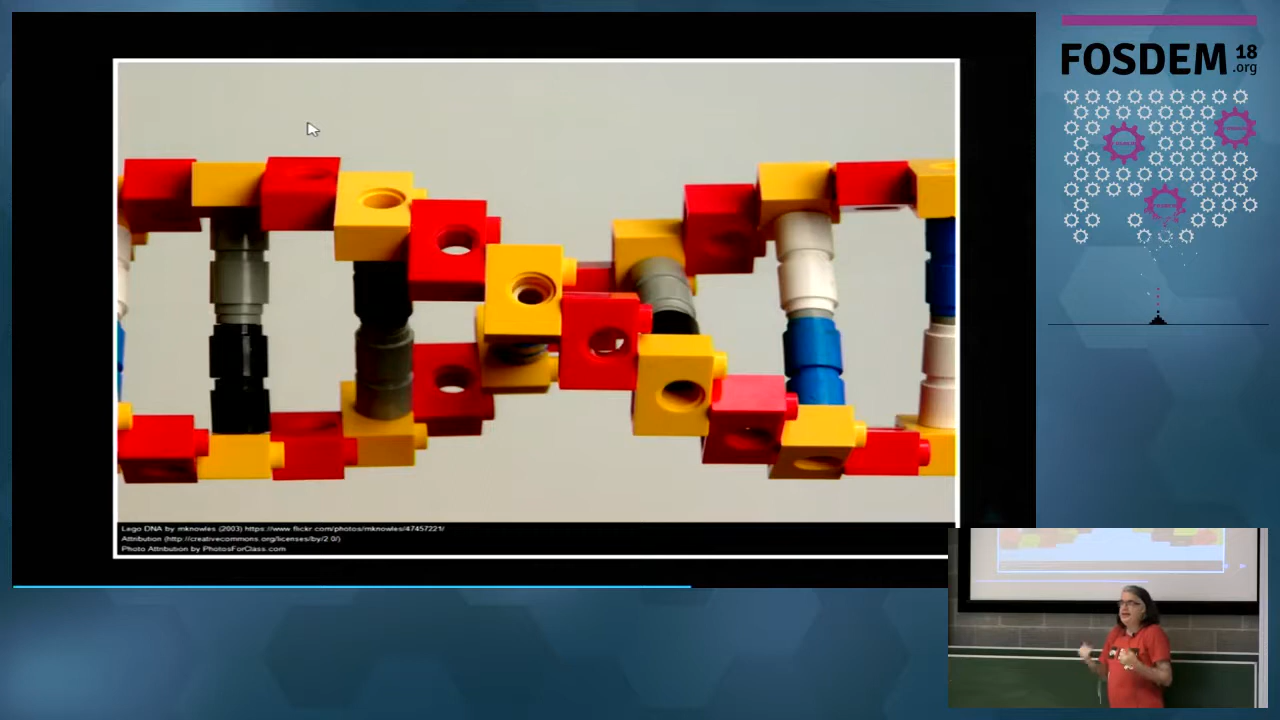 FOSDEM 18
.org
Lego DNA by mknowles (2003) https://www.flickr.com/photos/mknowles/47457221/
Attribution (http://creativecommons.org/licenses/by/2.0/)
Photo Attribution by PhotosForClass.com